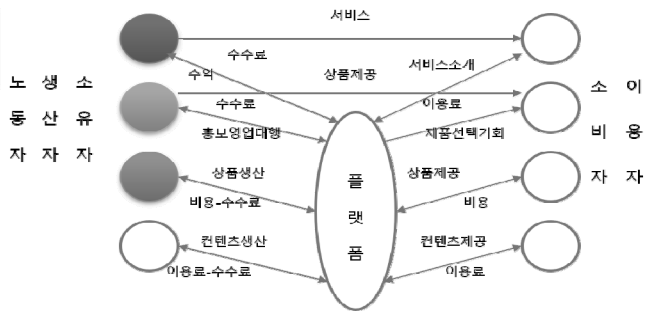 서비스
수수료
수익
서비스소개
상품제공
노 생 소
동 산 유
자 자 자
수수료
이용료
홍보영업대행
제품선택기회
소 이
비 용
자 자
상품생산
비용-수수료
플
랫
폼
상품제공
비용
컨텐츠생산
이용료-수수료
컨텐츠제공
이용료